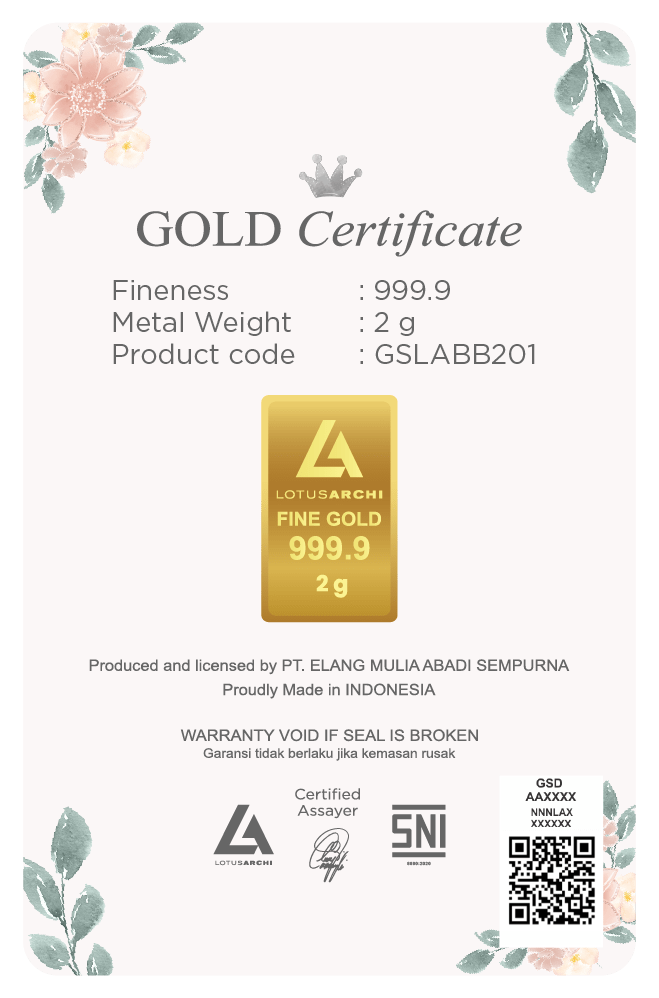 GOLD Certificate
Fineness : 999.9
Metal Weight : 2 g
Product code : GSLABB201
LOTUSARCHI
FINE GOLD
999.9
2 g
Produced and licensed by PT. ELANG MULIA ABADI SEMPURNA
Proudly Made in INDONESIA
WARRANTY VOID IF SEAL IS BROKEN
Garansi tidak berlaku jika kemasan rusak
Certified
Assayer
LOTUSARCHI
SNI
GSD
AAXXXX
NNNLAX
XXXXXX